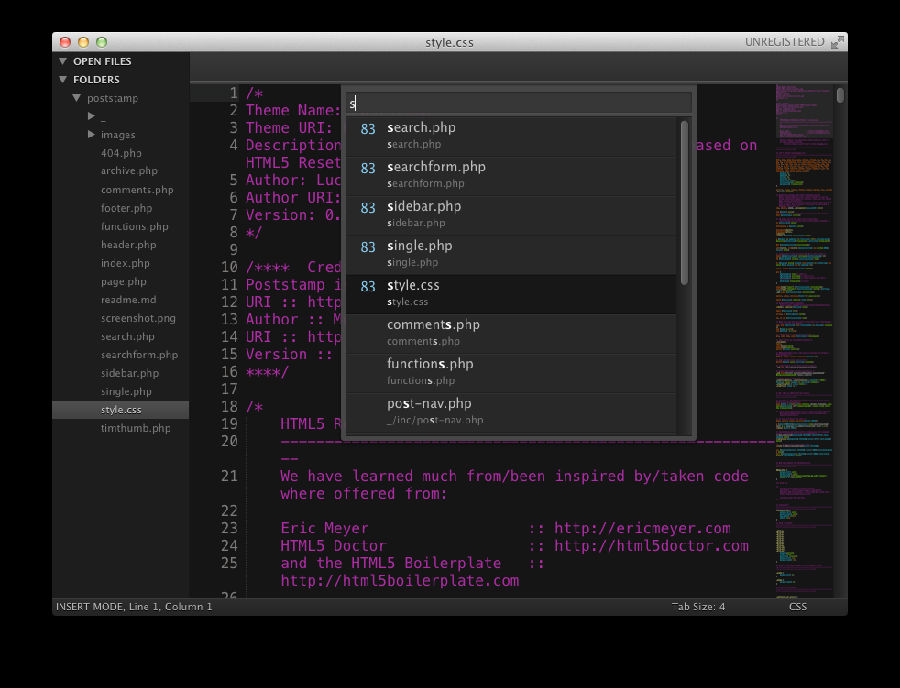 style.css
UNREGISTERED
OPEN FILES
FOLDERS
poststamp
_
images
404.php
archive.php
comments.php
footer.php
functions.php
header.php
index.php
page.php
readme.md
screenshot.png
search.php
searchform.php
sidebar.php
single.php
style.css
timthumb.php
s
83 search.php
search.php
83 searchform.php
searchform.php
83 sidebar.php
sidebar.php
83 single.php
single.php
83 style.css
style.css
comments.php
comments.php
functions.php
functions.php
post-nav.php
_/inc/post-nav.php
1 /*
2 Theme Name:
3 Theme URI:
4 Description ased on
HTML5 Reset
5 Author: Luc
6 Author URI:
7 Version: 0.
8 */
9
10 /**** Cred
11 Poststamp i
12 URI :: http
13 Author :: M
14 URI :: http
15 Version ::
16 ****/
17
18 /*
19 HTML5 R
20 --------------------------------------------------------
--
21 We have learned much from/been inspired by/taken code
where offered from:
22
23 Eric Meyer :: http://ericmeyer.com
24 HTML5 Doctor :: http://html5doctor.com
25 and the HTML5 Boilerplate ::
http://html5boilerplate.com
26
INSERT MODE, Line 1, Column 1
Tab Size: 4
CSS